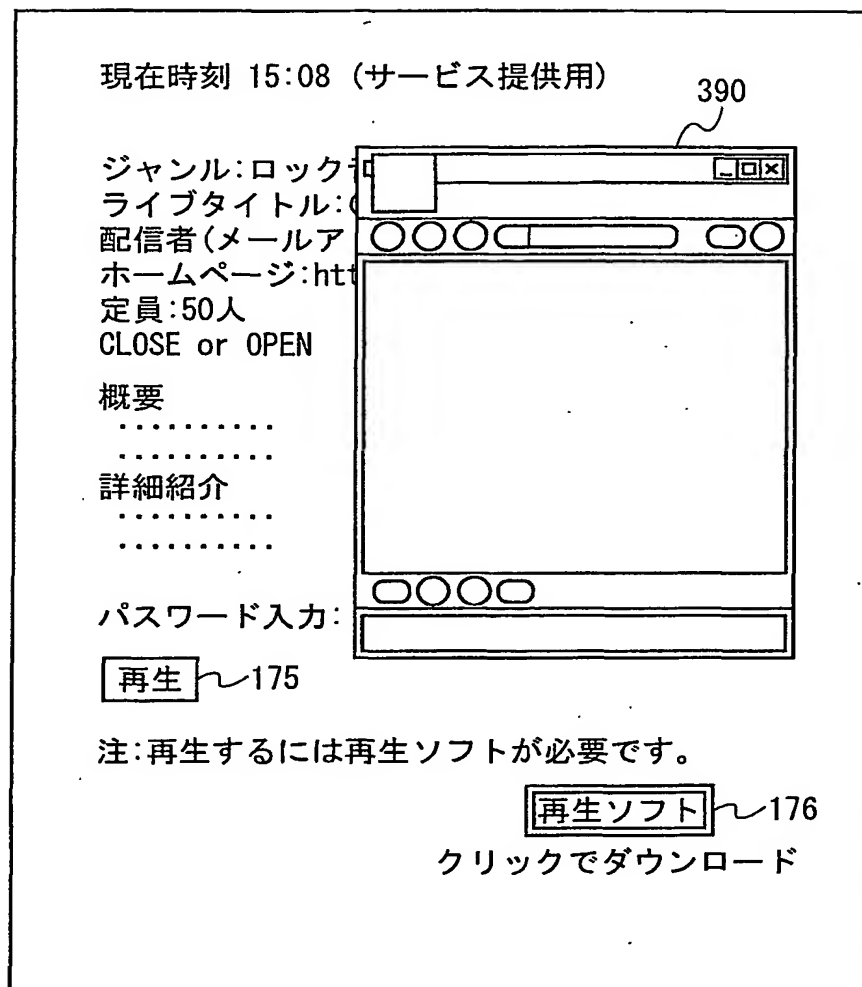 現在時刻 15:08 (サービス提供用)
390
ジャンル:ロック
ライブタイトル:
配信者(メールア
ホームページ:htt
定員:50人
CLOSE or OPEN
概要
..........
..........
詳細紹介
..........
..........
パスワード入力:
再生 175
注:再生するには再生ソフトが必要です。
再生ソフト 176
クリックでダウンロード